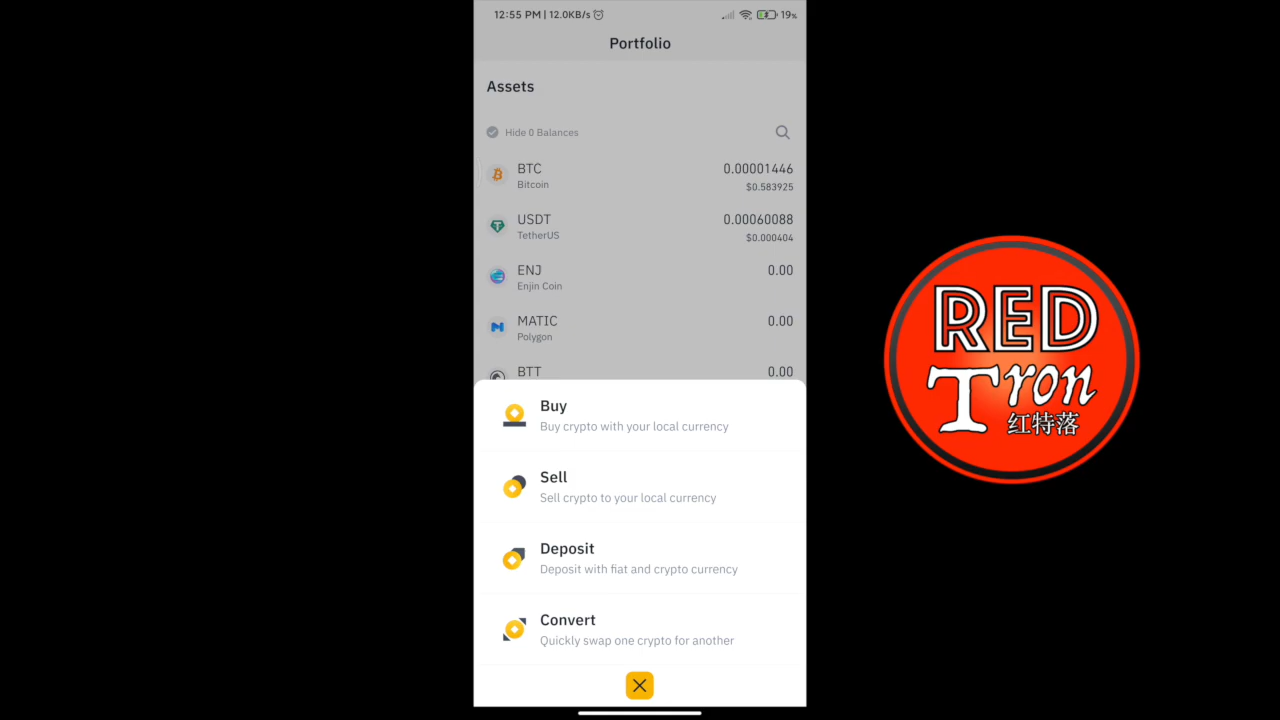 12:55 PM | 12.0KB/s
19%
Portfolio
Assets
Hide 0 Balances
BTC 0.00001446
Bitcoin $0.583925
USDT 0.00060088
TetherUS $0.000404
ENJ 0.00
Enjin Coin
MATIC 0.00
Polygon
BTT 0.00
Buy
Buy crypto with your local currency
Sell
Sell crypto to your local currency
Deposit
Deposit with fiat and crypto currency
Convert
Quickly swap one crypto for another
RED
Tron
红特落